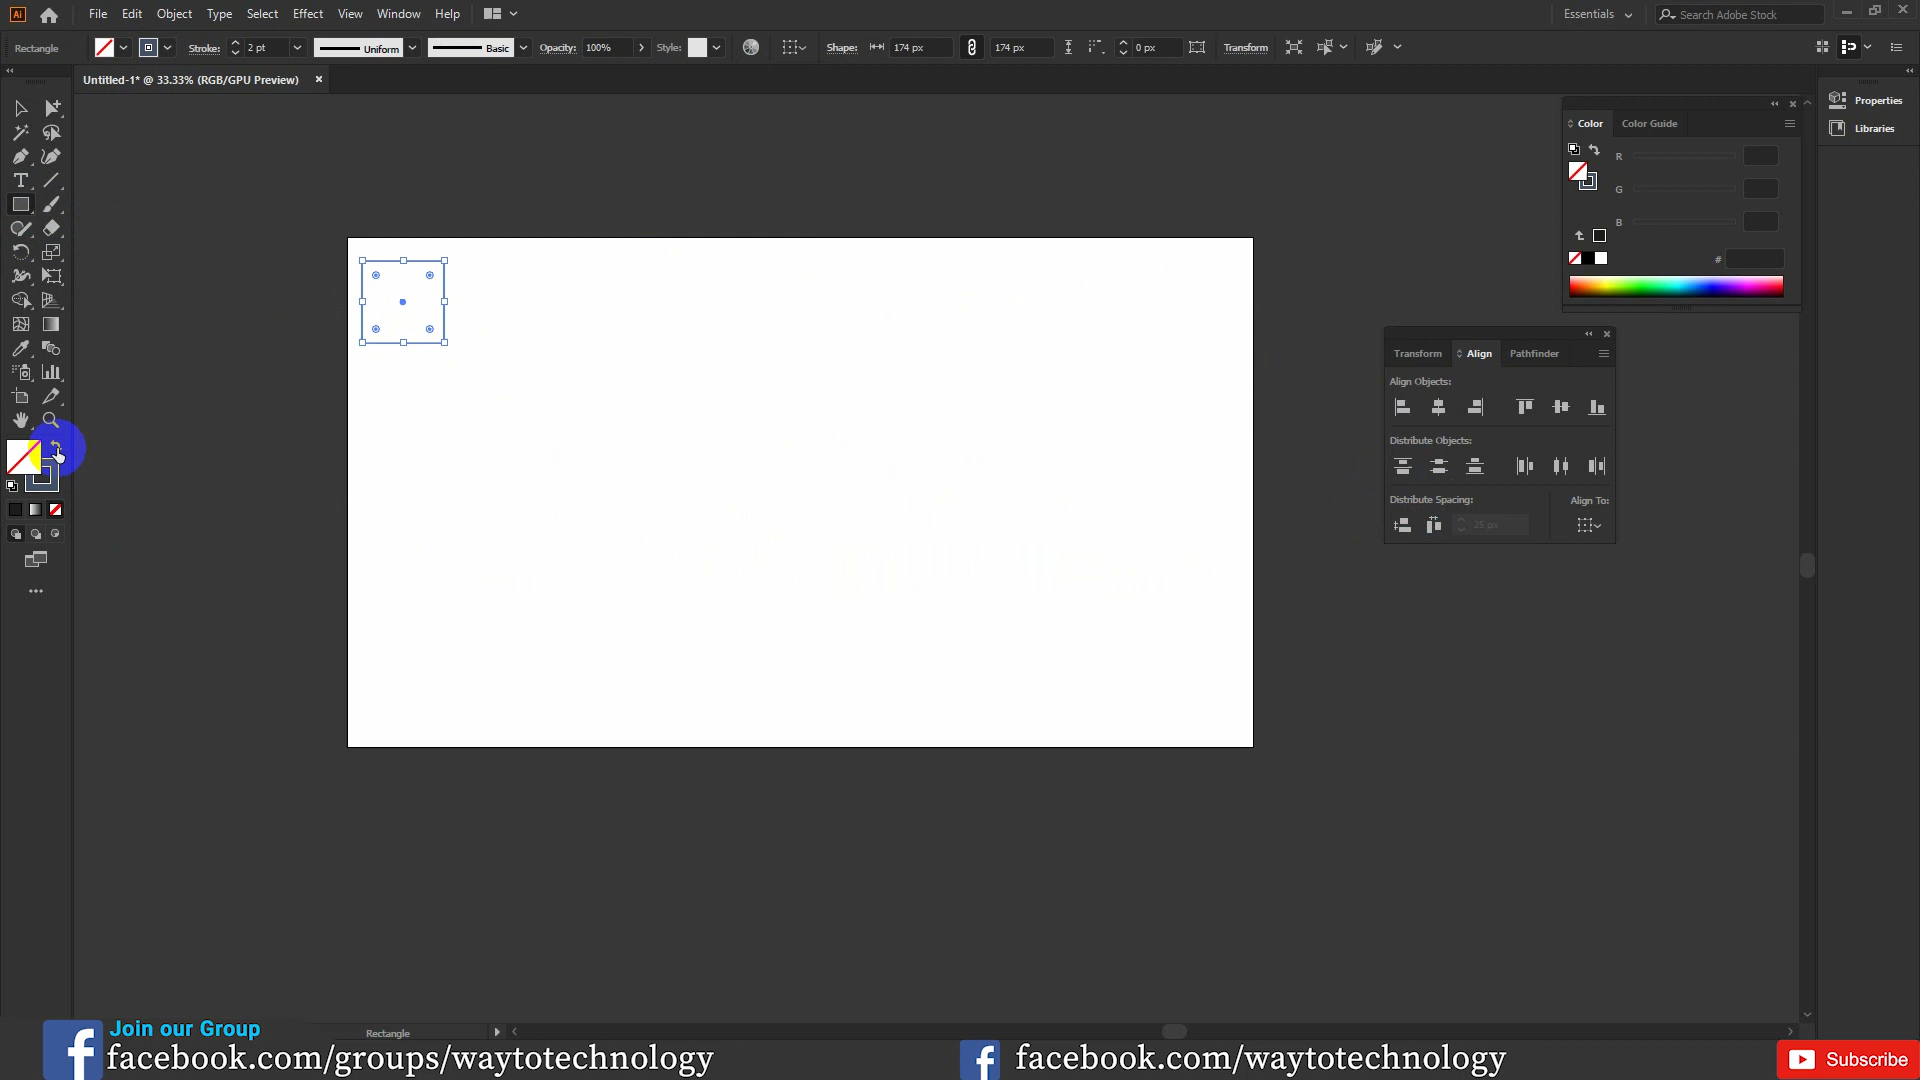 Ai File Edit Object Type Select Effect View Window Help Essentials Search Adobe Stock
Rectangle Stroke: 2 pt Uniform Basic Opacity: 100% Style: Shape: 174 px 174 px 0 px Transform
Untitled-1* @ 33.33% (RGB/GPU Preview)
Properties
Libraries
Color Color Guide
R
G
B
#
Transform Align Pathfinder
Align Objects:
Distribute Objects:
Distribute Spacing: Align To:
25 px
Rectangle
Join our Group
facebook.com/groups/waytotechnology
facebook.com/waytotechnology
Subscribe